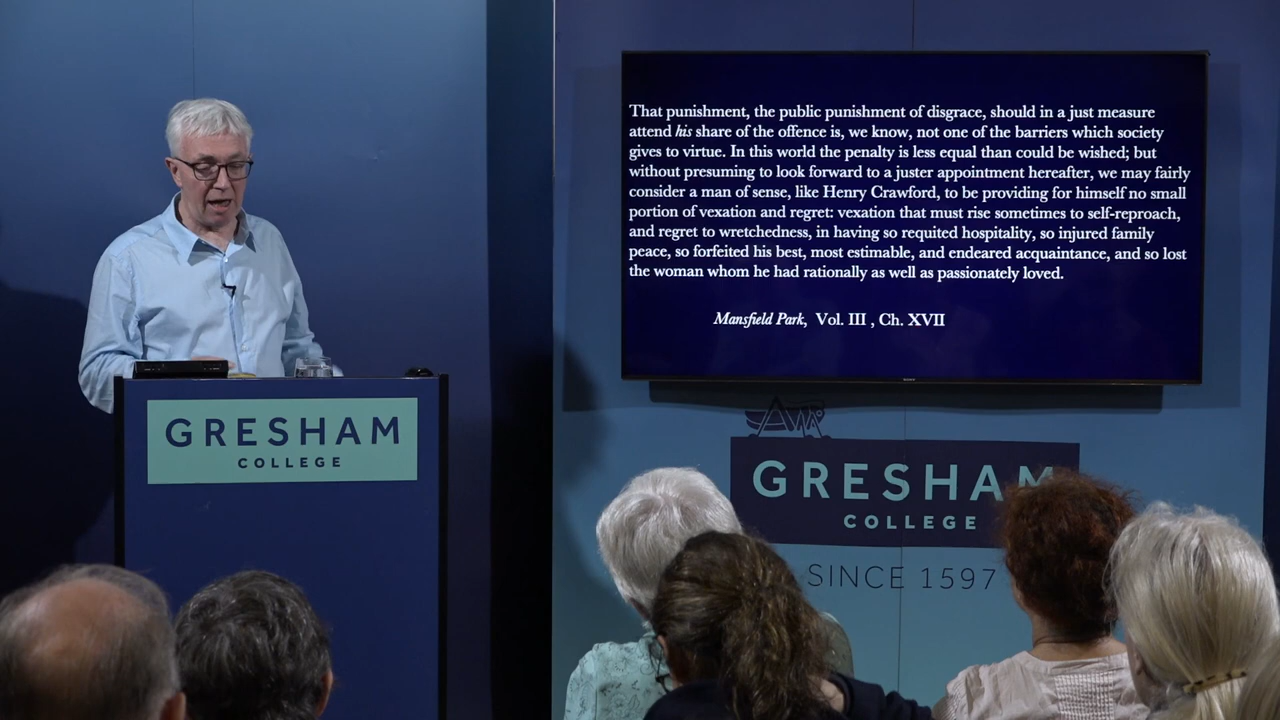 That punishment, the public punishment of disgrace, should in a just measure
attend his share of the offence is, we know, not one of the barriers which society
gives to virtue. In this world the penalty is less equal than could be wished; but
without presuming to look forward to a juster appointment hereafter, we may fairly
consider a man of sense, like Henry Crawford, to be providing for himself no small
portion of vexation and regret: vexation that must rise sometimes to self-reproach,
and regret to wretchedness, in having so requited hospitality, so injured family
peace, so forfeited his best, most estimable, and endeared acquaintance, and so lost
the woman whom he had rationally as well as passionately loved.
Mansfield Park, Vol. III , Ch. XVII
SONY
GRESHAM
COLLEGE
GRESHAM
COLLEGE
SINCE 1597